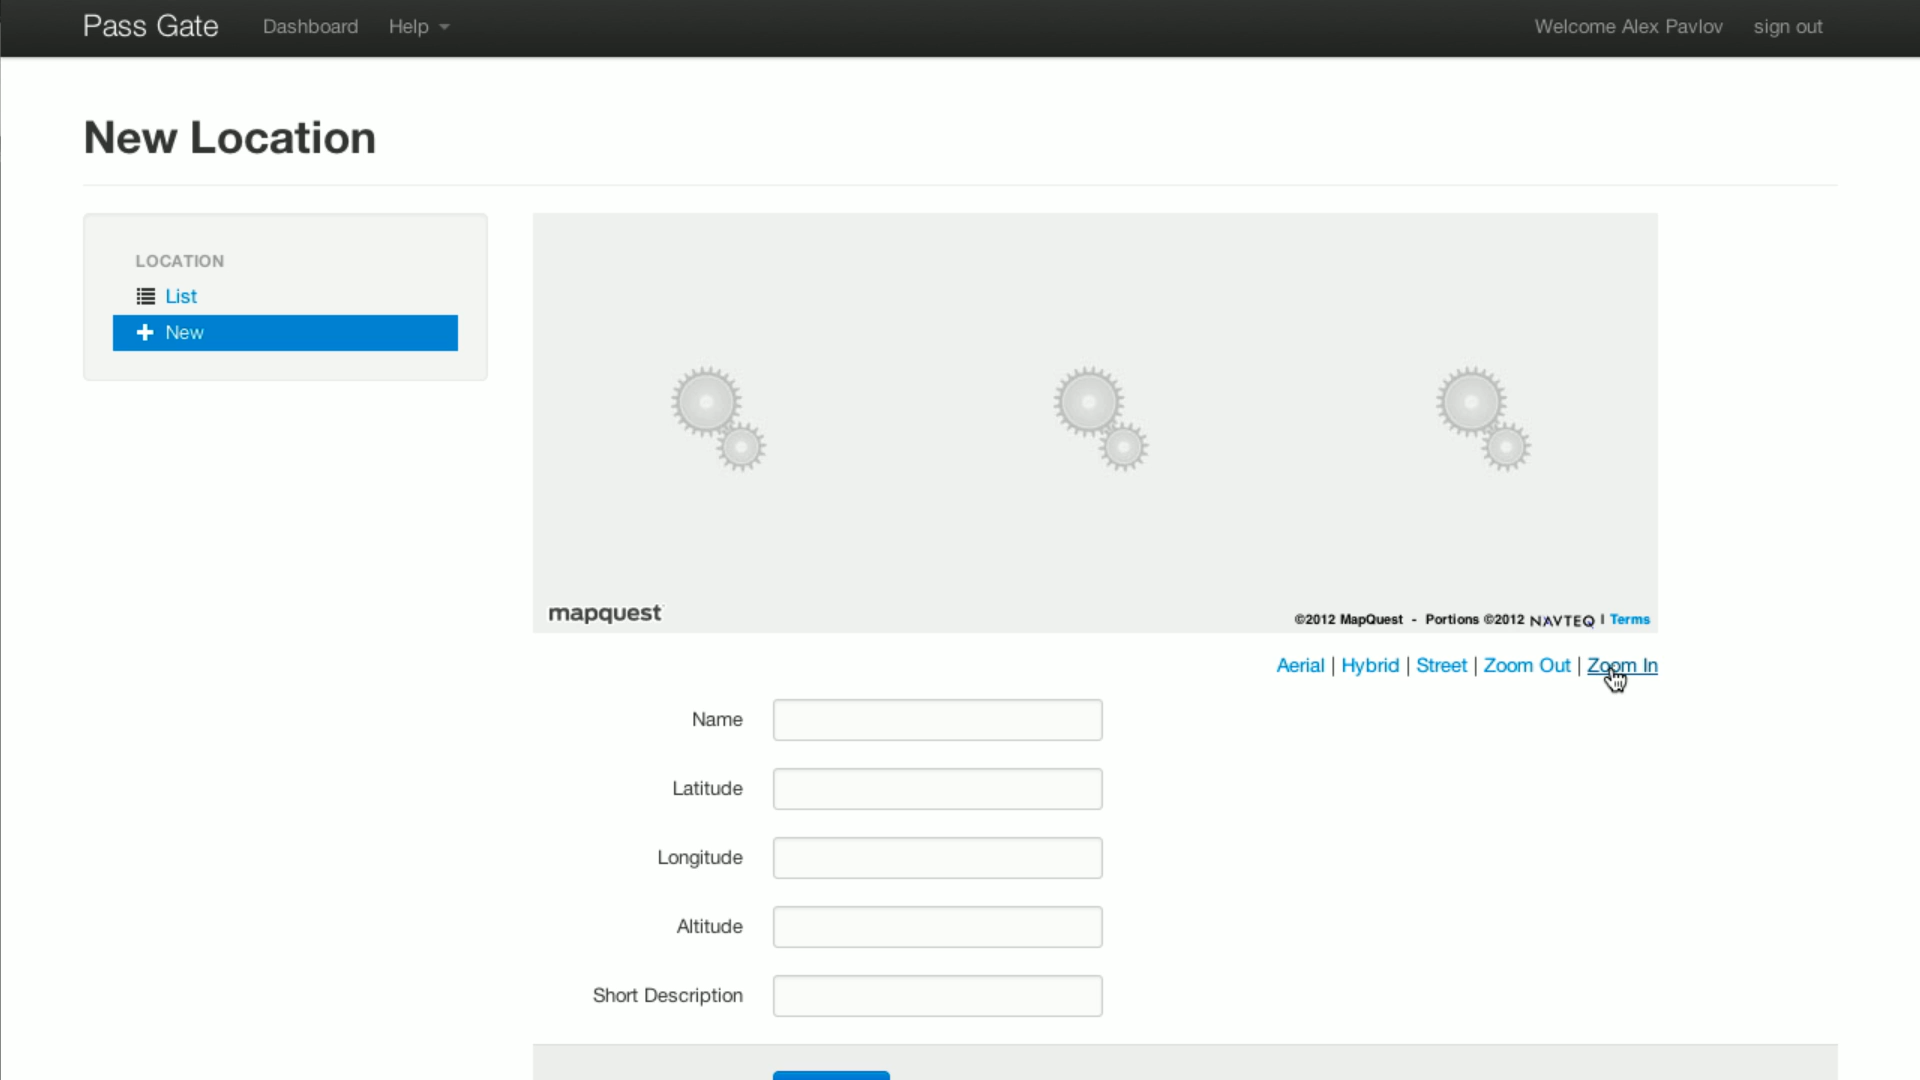 Pass Gate Dashboard Help Welcome Alex Pavlov sign out
New Location
LOCATION
List
New
mapquest
©2012 MapQuest - Portions ©2012 NAVTEQ | Terms
Aerial | Hybrid | Street | Zoom Out | Zoom In
Name
Latitude
Longitude
Altitude
Short Description